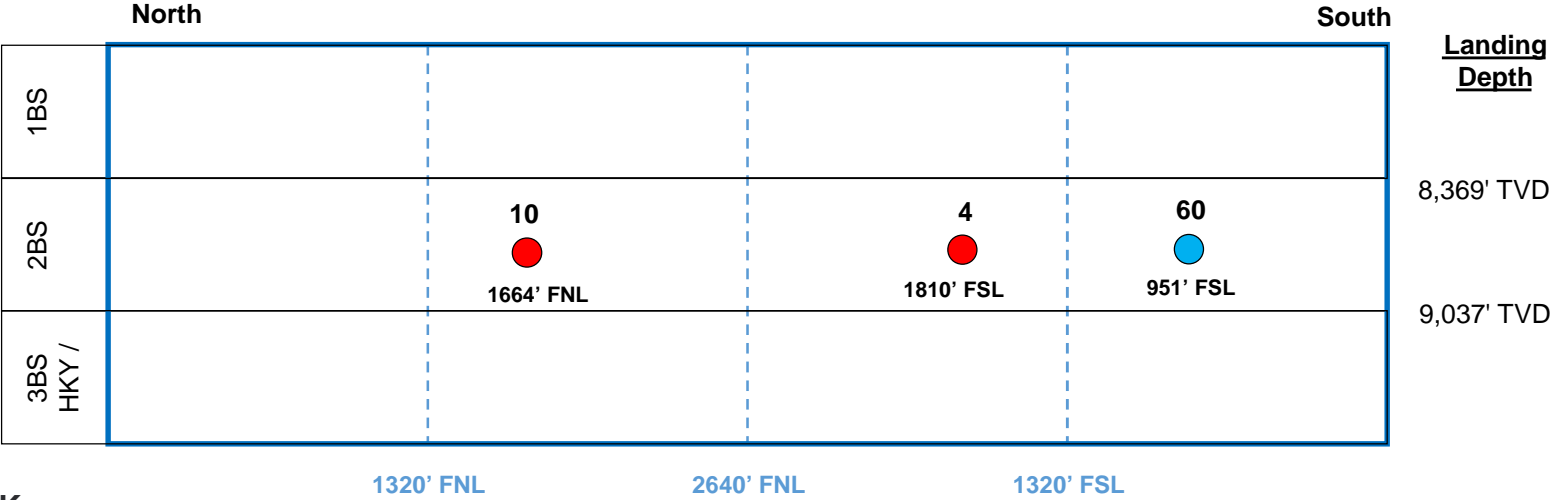 North
South
Landing
Depth
1BS
8,369' TVD
2BS
10
4
60
1664’ FNL
1810’ FSL
951’ FSL
9,037' TVD
3BS
HKY /
1320’ FNL
2640’ FNL
1320’ FSL